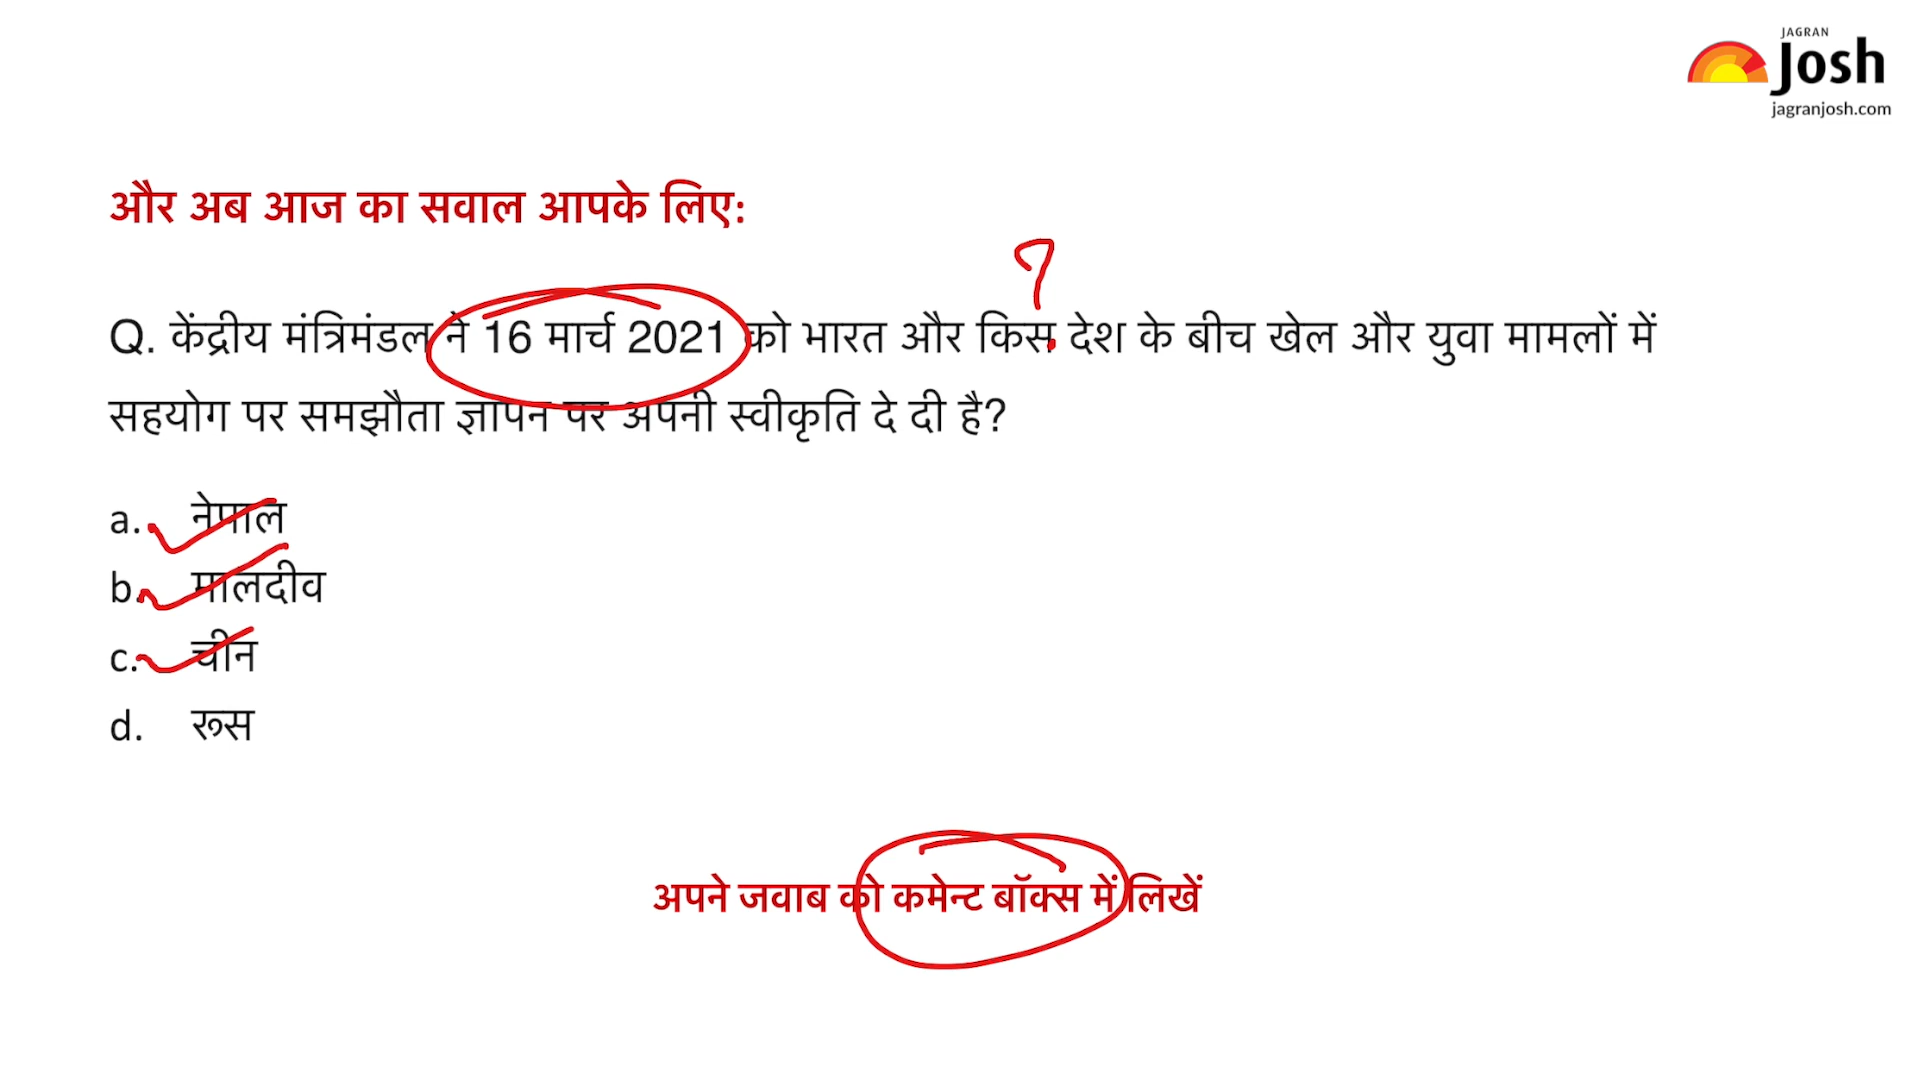 JAGRAN
Josh
jagranjosh.com
और अब आज का सवाल आपके लिए:
?
Q. केंद्रीय मंत्रिमंडल ने 16 मार्च 2021 को भारत और किस देश के बीच खेल और युवा मामलों में
सहयोग पर समझौता ज्ञापन पर अपनी स्वीकृति दे दी है?
a. नेपाल
b. मालदीव
c. चीन
d. रूस
अपने जवाब को कमेन्ट बॉक्स में लिखें